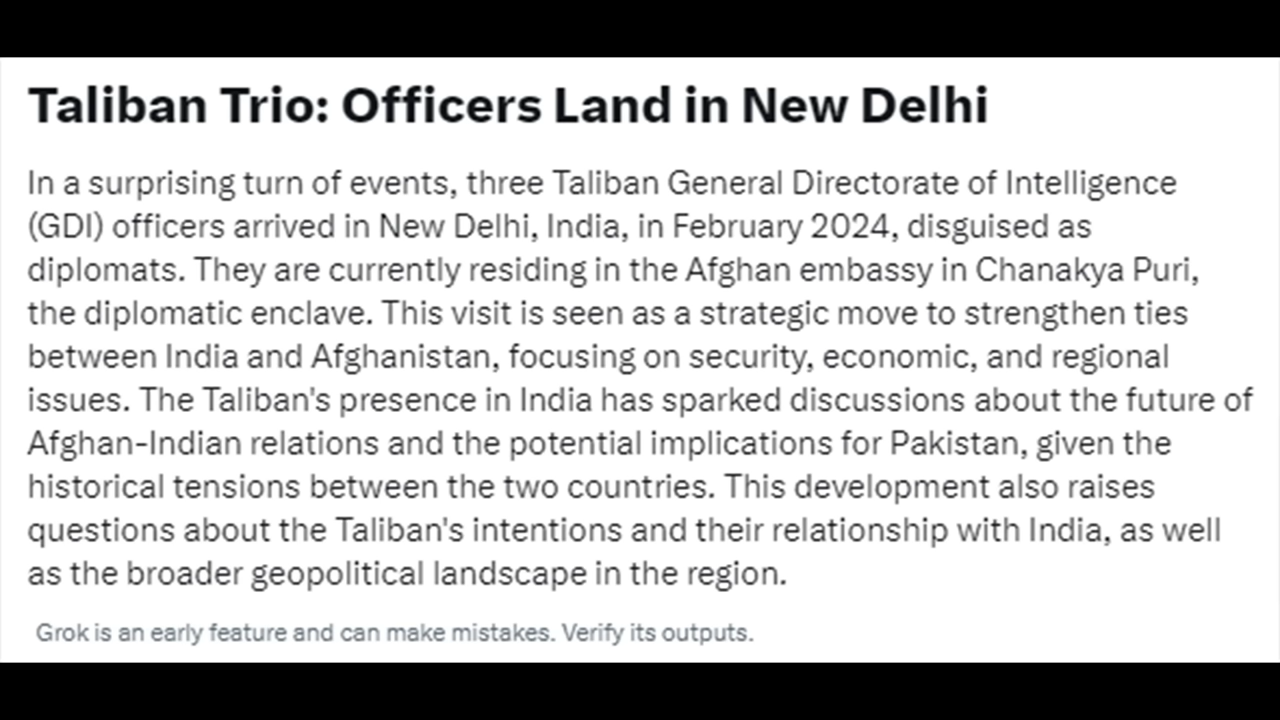 Taliban Trio: Officers Land in New Delhi
In a surprising turn of events, three Taliban General Directorate of Intelligence
(GDI) officers arrived in New Delhi, India, in February 2024, disguised as
diplomats. They are currently residing in the Afghan embassy in Chanakya Puri,
the diplomatic enclave. This visit is seen as a strategic move to strengthen ties
between India and Afghanistan, focusing on security, economic, and regional
issues. The Taliban's presence in India has sparked discussions about the future of
Afghan-Indian relations and the potential implications for Pakistan, given the
historical tensions between the two countries. This development also raises
questions about the Taliban's intentions and their relationship with India, as well
as the broader geopolitical landscape in the region.
Grok is an early feature and can make mistakes. Verify its outputs.